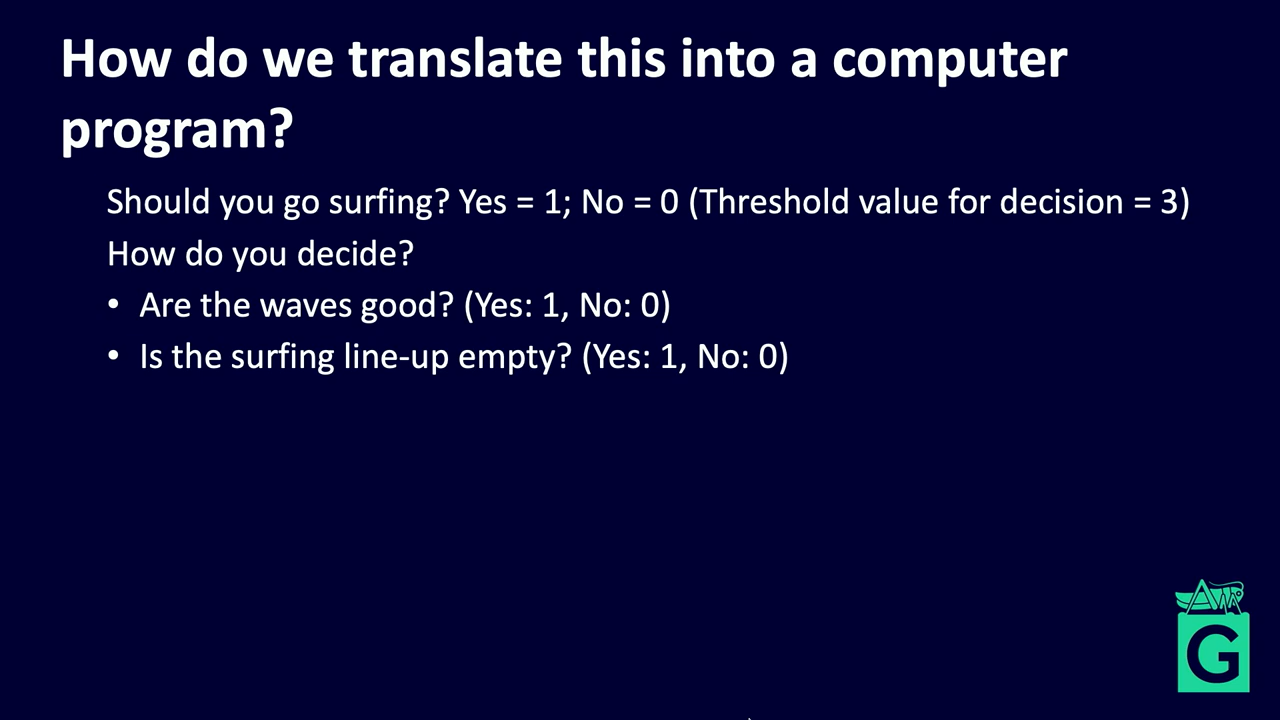 How do we translate this into a computer
program?
Should you go surfing? Yes = 1; No = 0 (Threshold value for decision = 3)
How do you decide?
• Are the waves good? (Yes: 1, No: 0)
• Is the surfing line-up empty? (Yes: 1, No: 0)
G